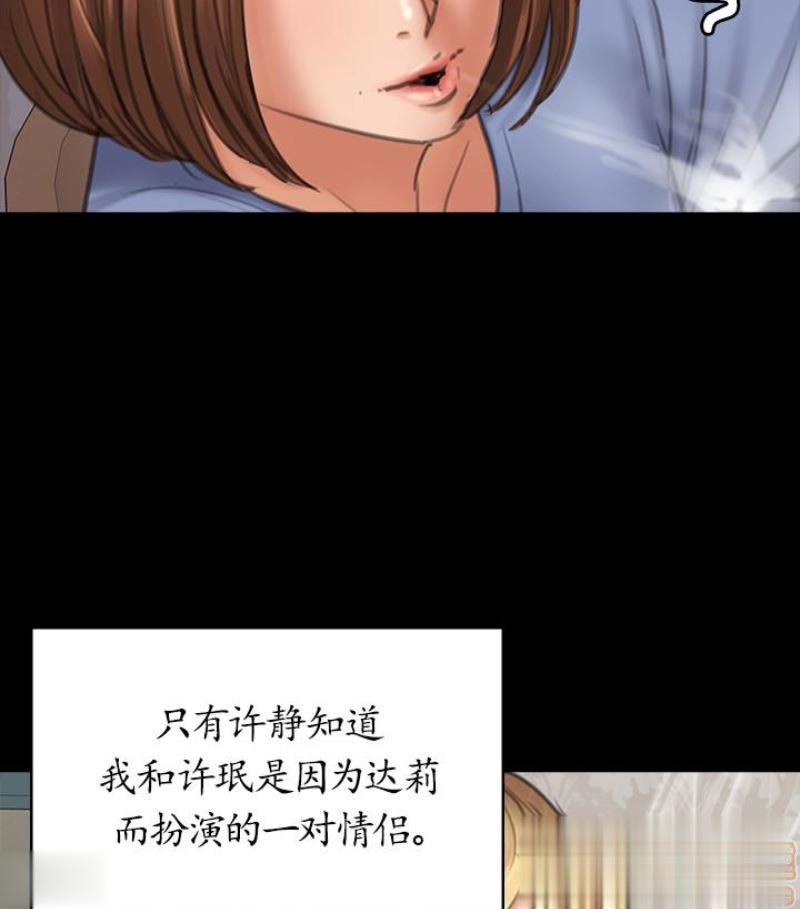 只有许静知道
我和许珉是因为达莉
而扮演的一对情侣。